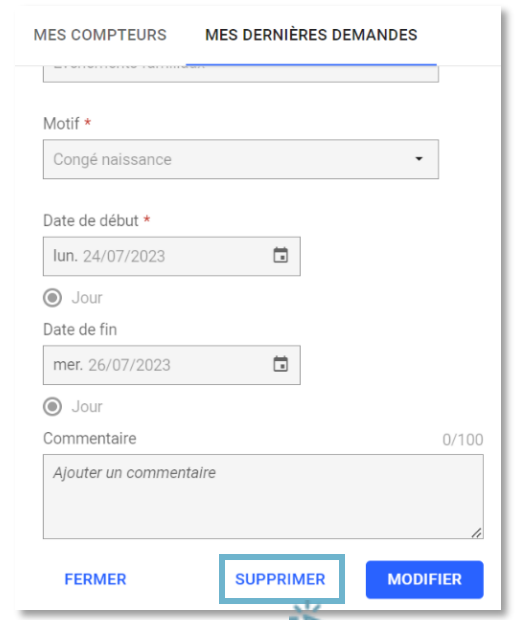 MES COMPTEURS MES DERNIÈRES DEMANDES
Motif *
Congé naissance
Date de début *
lun. 24/07/2023
Jour
Date de fin
mer. 26/07/2023
Jour
Commentaire 0/100
Ajouter un commentaire
FERMER SUPPRIMER MODIFIER